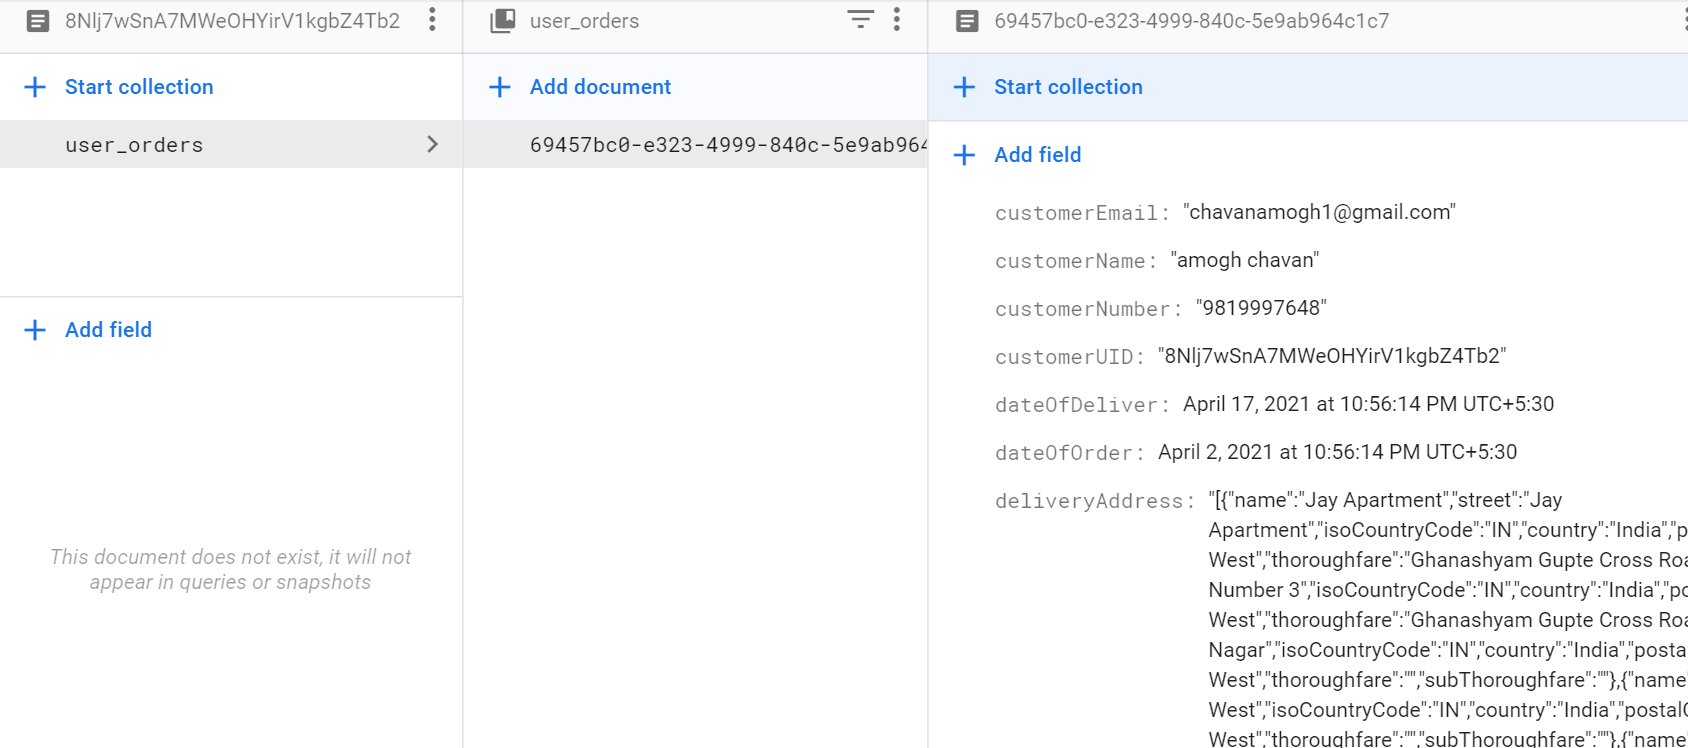 8Nlj7wSnA7MWeOHYirV1kgbZ4Tb2
Start collection
user_orders
Add field
This document does not exist, it will not
appear in queries or snapshots
user_orders
Add document
69457bc0-e323-4999-840c-5e9ab964
69457bc0-e323-4999-840c-5e9ab964c1c7
Start collection
Add field
customerEmail: "chavanamogh1@gmail.com"
customerName: "amogh chavan"
customerNumber: "9819997648"
customerUID: "8Nlj7wSnA7MWeOHYirV1kgbZ4Tb2"
dateOfDeliver: April 17, 2021 at 10:56:14 PM UTC+5:30
dateOfOrder: April 2, 2021 at 10:56:14 PM UTC+5:30
deliveryAddress: "[{"name":"Jay Apartment","street":"Jay
Apartment","isoCountryCode":"IN","country":"India","p
West","thoroughfare":"Ghanashyam Gupte Cross Roa
Number 3","isoCountryCode":"IN","country":"India","po
West","thoroughfare":"Ghanashyam Gupte Cross Roa
Nagar","isoCountryCode":"IN","country":"India","posta
West","thoroughfare":"","subThoroughfare":""},{"name"
West","isoCountryCode":"IN","country":"India","postal
West","thoroughfare":"","subThoroughfare":""},{"name"